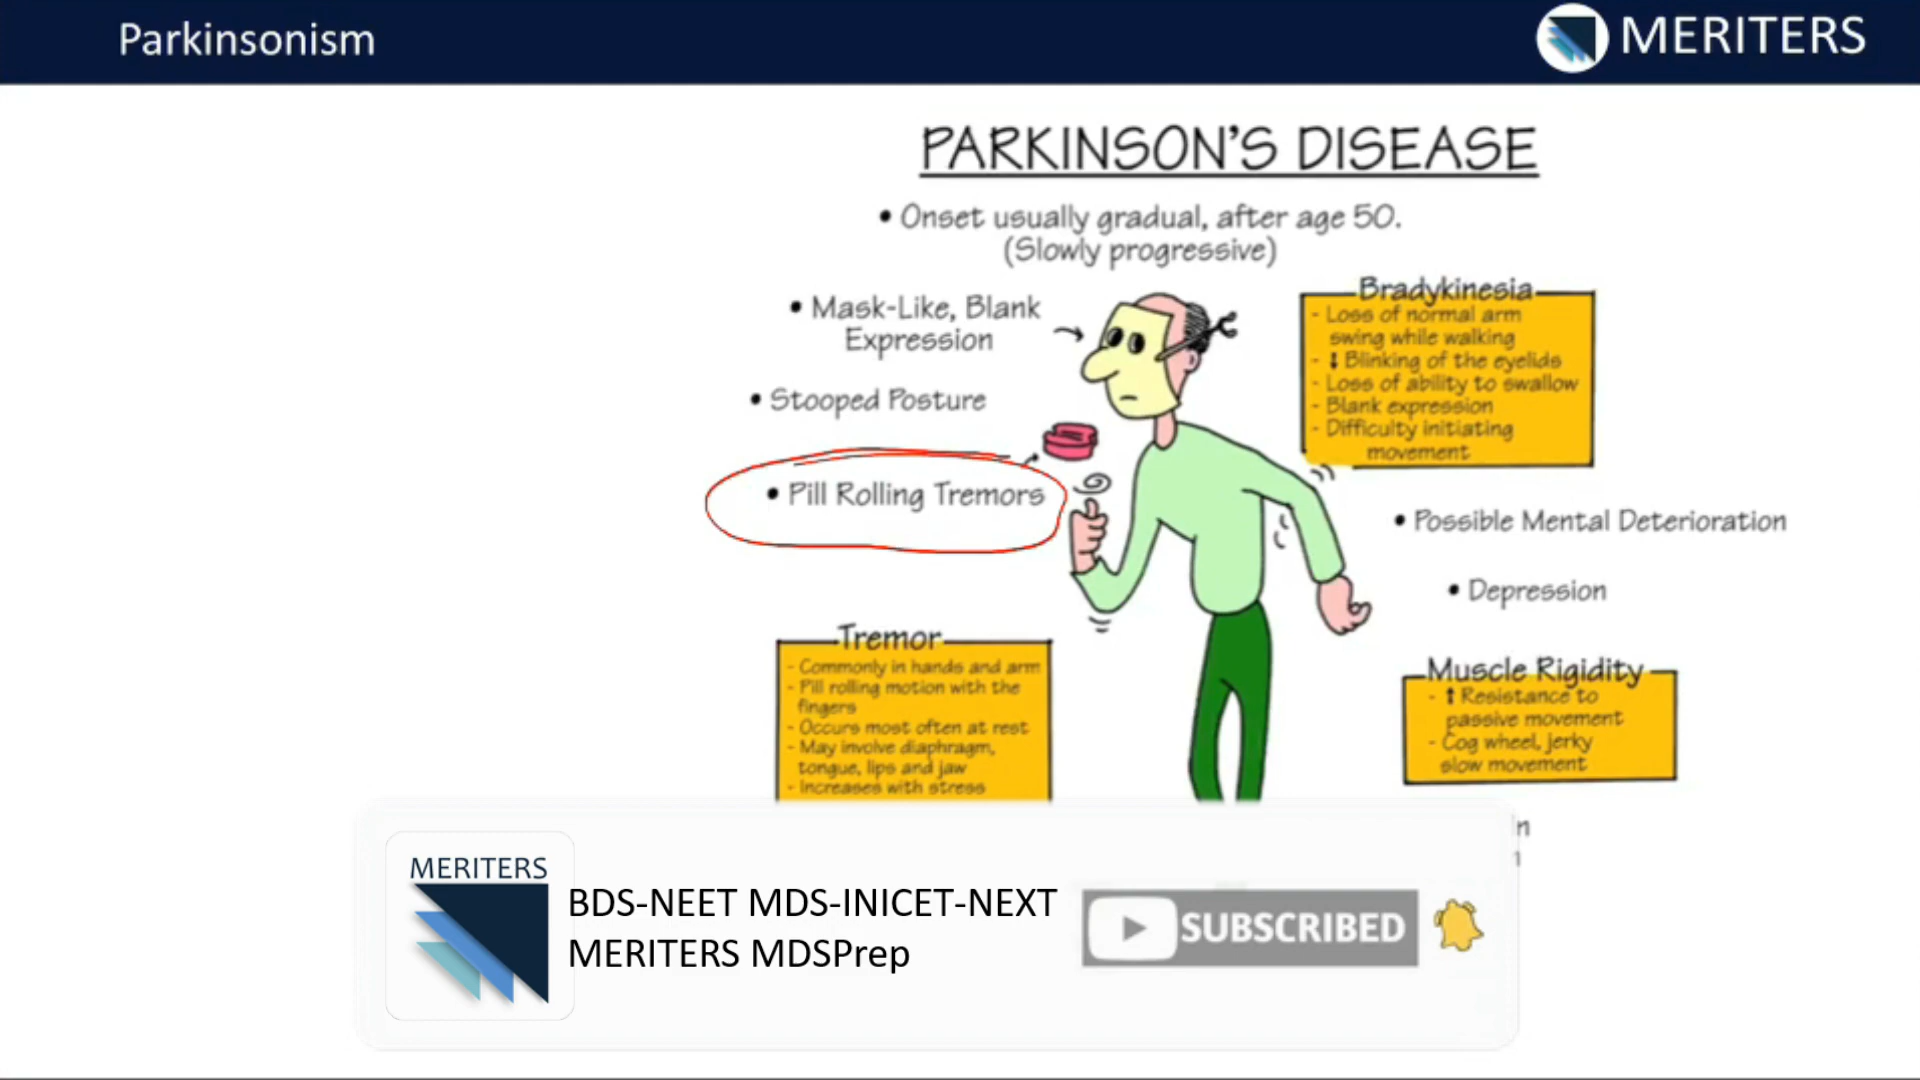 Parkinsonism
MERITERS
PARKINSON'S DISEASE
• Onset usually gradual, after age 50.
(Slowly progressive)
• Mask-Like, Blank
Expression
• Stooped Posture
• Pill Rolling Tremors
Bradykinesia
- Loss of normal arm
swing while walking
- ⬇ Blinking of the eyelids
- Loss of ability to swallow
- Blank expression
- Difficulty initiating
movement
• Possible Mental Deterioration
• Depression
Tremor
- Commonly in hands and arm
- Pill rolling motion with the
fingers
- Occurs most often at rest
- May involve diaphragm,
tongue, lips and jaw
- Increases with stress
Muscle Rigidity
- ⬆ Resistance to
passive movement
- Cog wheel, jerky
slow movement
MERITERS
BDS-NEET MDS-INICET-NEXT
MERITERS MDSPrep
SUBSCRIBED